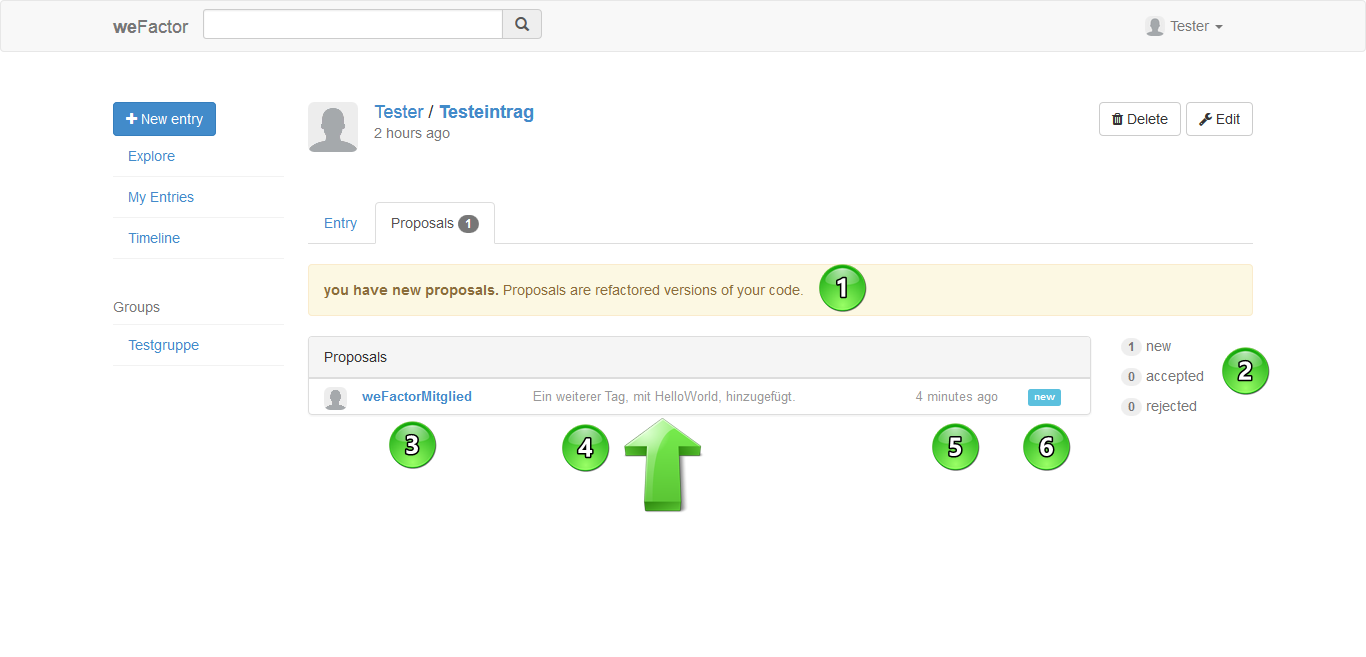 weFactor
Tester
New entry
Explore
My Entries
Timeline
Groups
Testgruppe
Tester / Testeintrag
2 hours ago
Delete
Edit
Entry
Proposals 1
you have new proposals. Proposals are refactored versions of your code.
1
Proposals
weFactorMitglied
Ein weiterer Tag, mit HelloWorld, hinzugefügt.
4 minutes ago
new
1 new
0 accepted
0 rejected
2
3
4
5
6